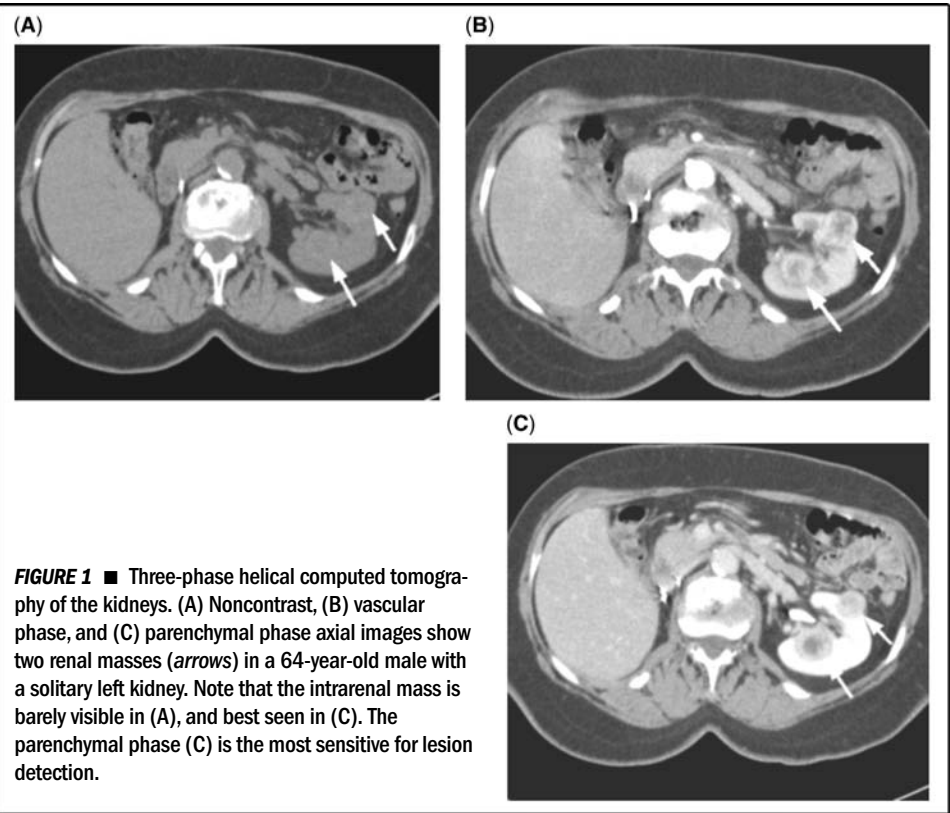 (A)
(B)
(C)
FIGURE 1 ■ Three-phase helical computed tomogra-
phy of the kidneys. (A) Noncontrast, (B) vascular
phase, and (C) parenchymal phase axial images show
two renal masses (arrows) in a 64-year-old male with
a solitary left kidney. Note that the intrarenal mass is
barely visible in (A), and best seen in (C). The
parenchymal phase (C) is the most sensitive for lesion
detection.